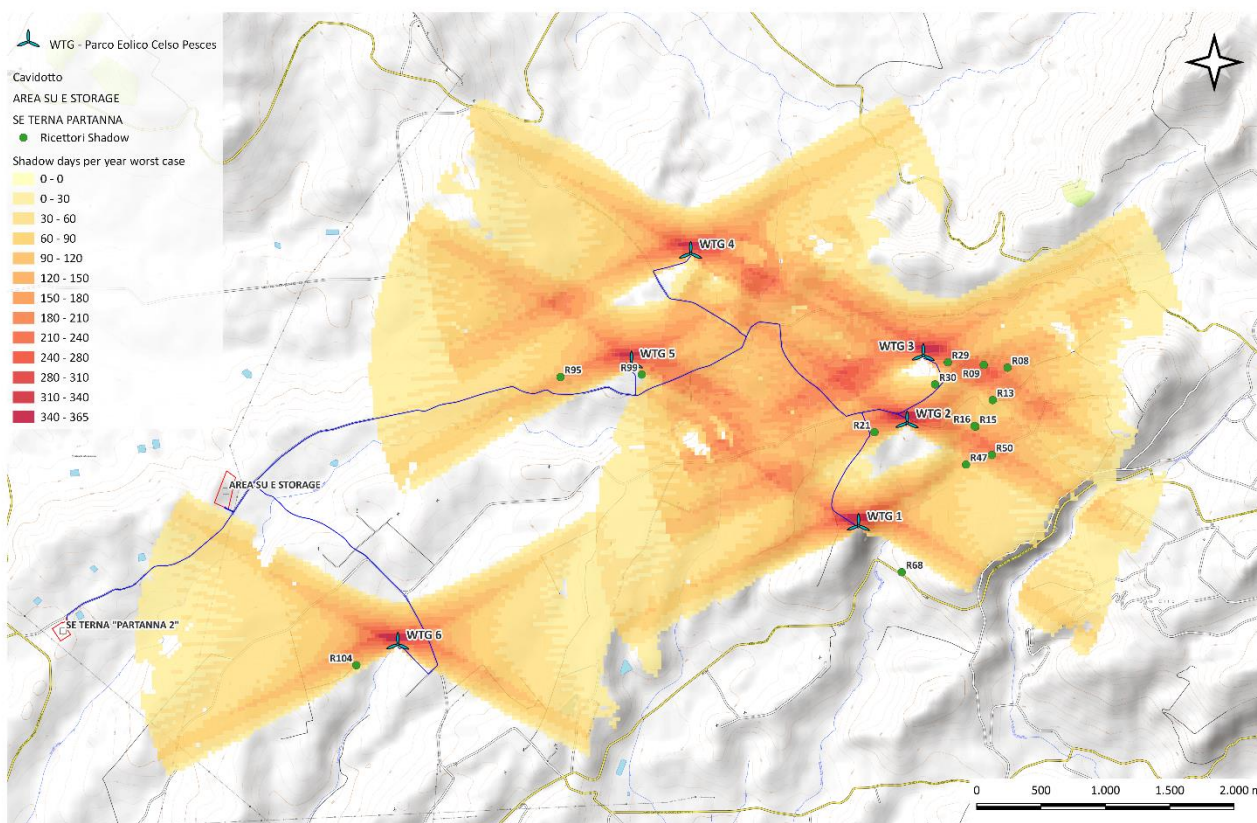 WTG - Parco Eolico Celso Pesces
Cavidotto
AREA SU E STORAGE
SE TERNA PARTANNA
Ricettori Shadow
Shadow days per year worst case
0 - 0
0 - 30
30 - 60
60 - 90
90 - 120
120 - 150
150 - 180
180 - 210
210 - 240
240 - 280
280 - 310
310 - 340
340 - 365
WTG 4
WTG 3
R29
R08
WTG 5
R09
R95
R99
R30
R13
WTG 2
R16
R15
R21
R50
R47
AREA SU E STORAGE
WTG 1
R68
SE TERNA "PARTANNA 2"
WTG 6
R104
0 500 1.000 1.500 2.000 m